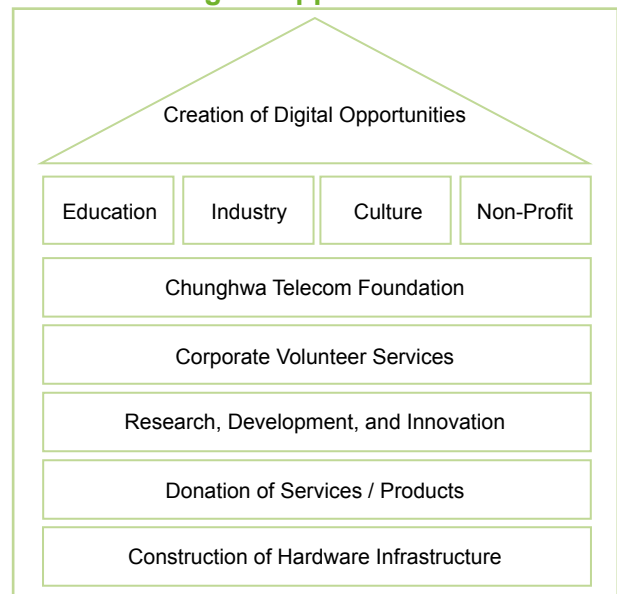 Creation of Digital Opportunities
Education Industry Culture Non-Profit
Chunghwa Telecom Foundation
Corporate Volunteer Services
Research, Development, and Innovation
Donation of Services / Products
Construction of Hardware Infrastructure